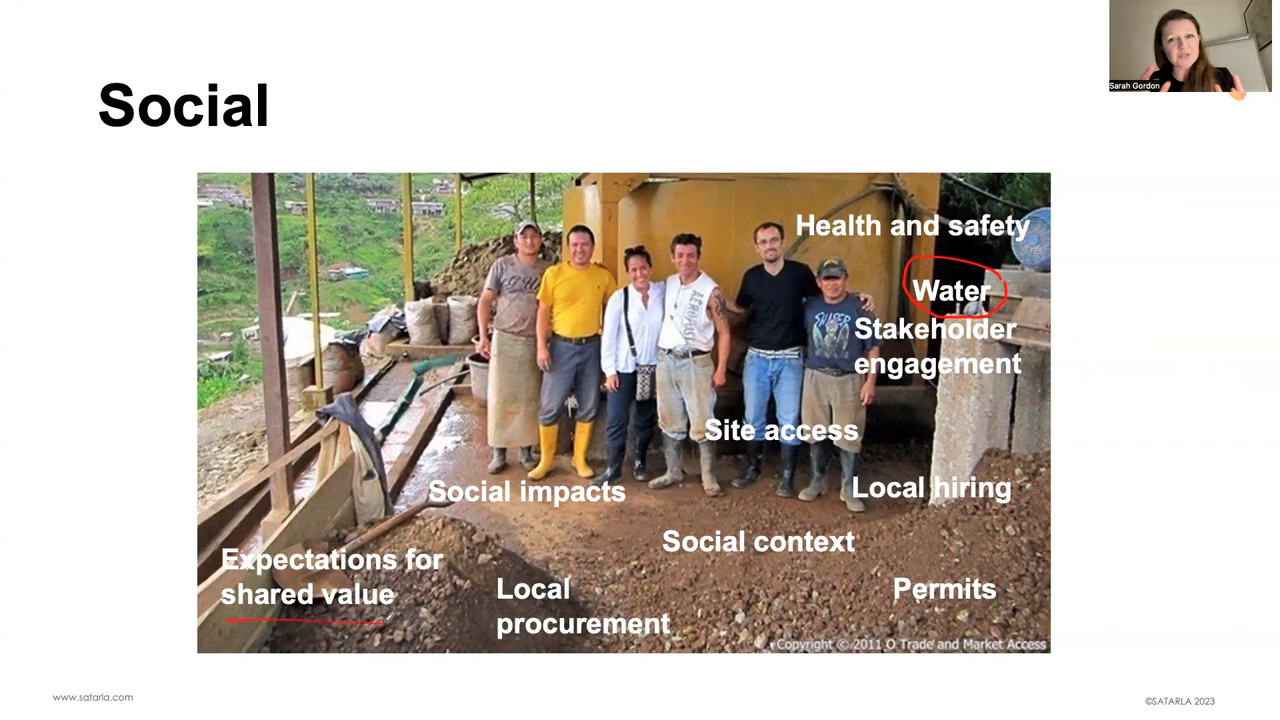 Sarah Gordon
Social
Health and safety
Water
Stakeholder
engagement
Site access
Social impacts
Local hiring
Social context
Expectations for
shared value
Local
procurement
Permits
Copyright © 2011 O Trade and Market Access
www.satarla.com
©SATARLA 2023